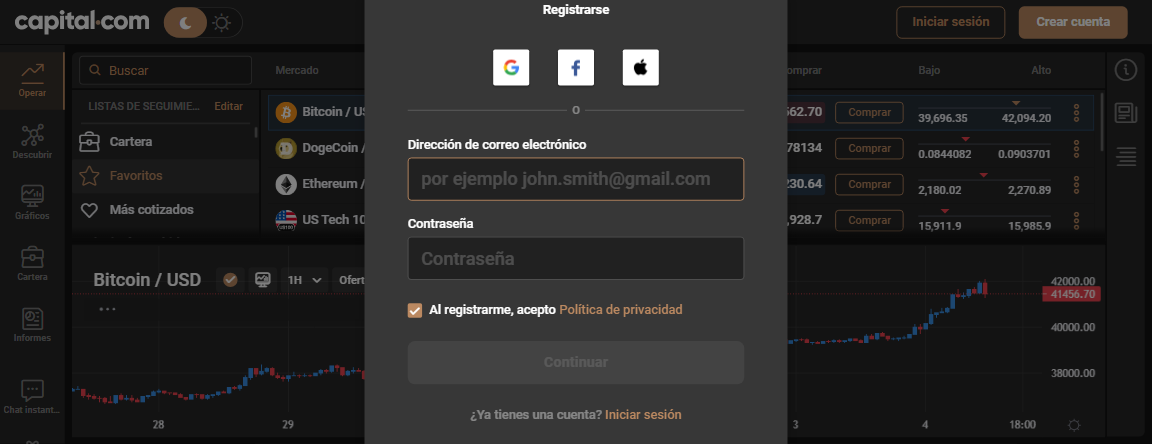 capital.com
Registrarse
Iniciar sesión
Crear cuenta
Operar
Descubrir
Gráficos
Cartera
Informes
Chat instant...
Buscar
Mercado
Bajo
Alto
LISTAS DE SEGUIMIE...
Editar
Cartera
Favoritos
Más cotizados
Bitcoin / US
562.70
Comprar
39,696.35
42,094.20
DogeCoin /
78134
Comprar
0.0844082
0.0903701
Ethereum /
230.64
Comprar
2,180.02
2,270.89
US Tech 10
,928.7
Comprar
15,911.9
15,985.9
O
Dirección de correo electrónico
por ejemplo john.smith@gmail.com
Contraseña
Contraseña
Al registrarme, acepto Política de privacidad
Continuar
¿Ya tienes una cuenta? Iniciar sesión
Bitcoin / USD
1H
Ofert
42000.00
41456.70
40000.00
38000.00
28
29
3
4
18:00